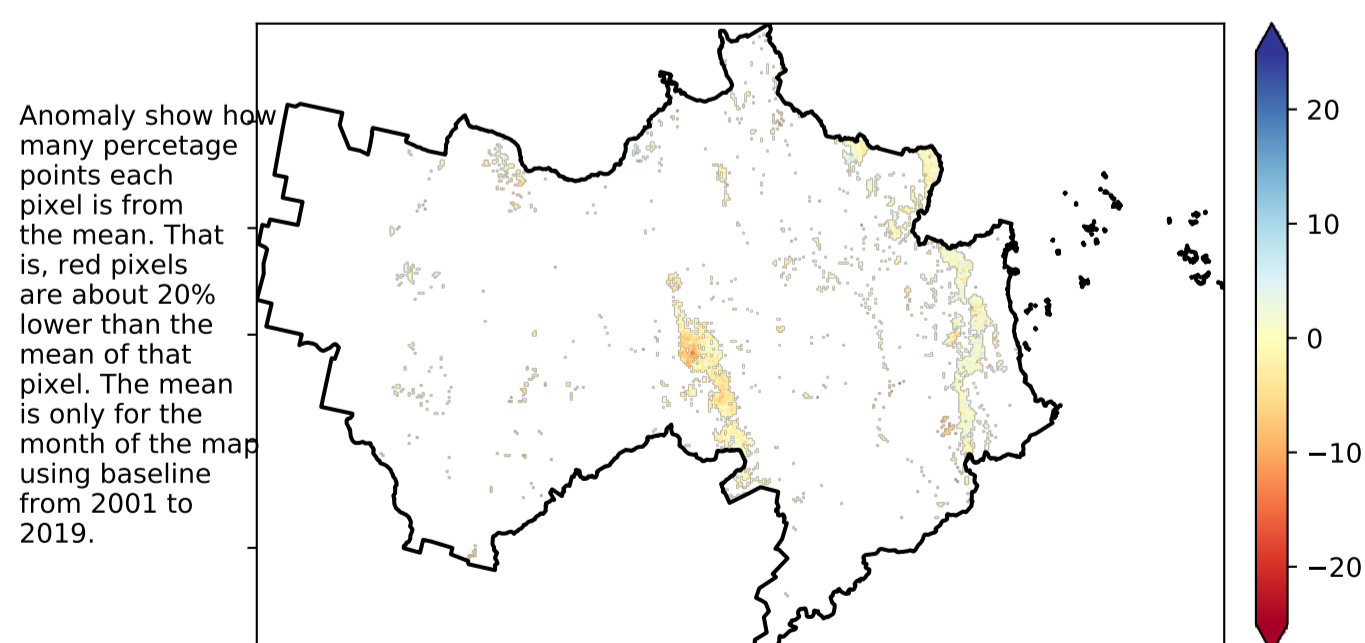 Anomaly show how
many percetage
points each
pixel is from
the mean. That
is, red pixels
are about 20%
lower than the
mean of that
pixel. The mean
is only for the
month of the map
using baseline
from 2001 to
2019.
20
10
0
−10
−20